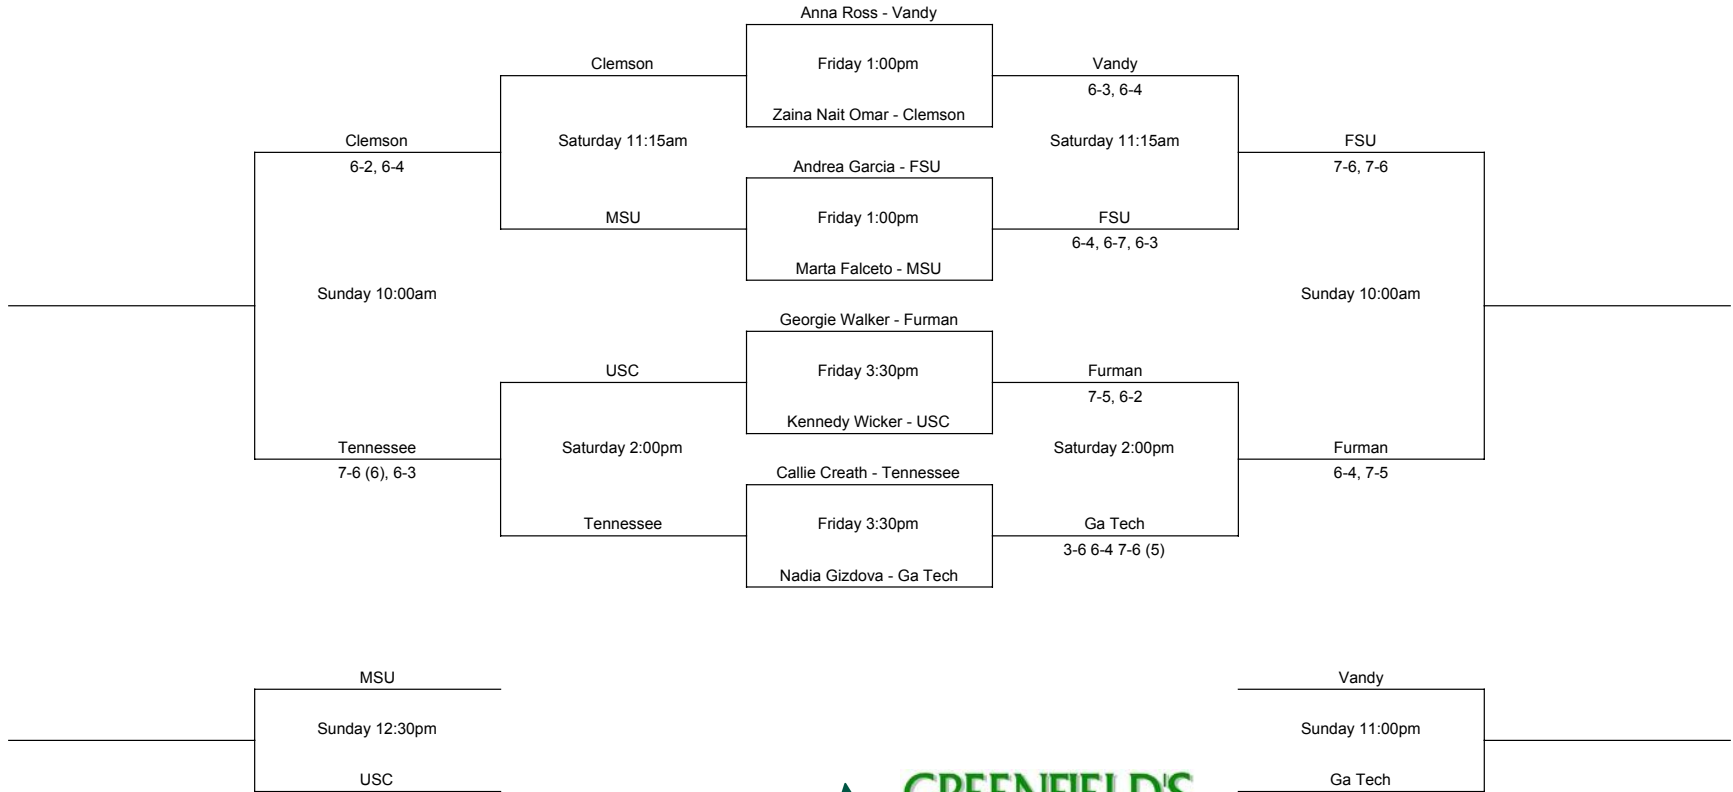 Anna Ross - Vandy
Clemson
Friday 1:00pm
Vandy
6-3, 6-4
Zaina Nait Omar - Clemson
Clemson
Saturday 11:15am
Saturday 11:15am
FSU
6-2, 6-4
Andrea Garcia - FSU
7-6, 7-6
MSU
Friday 1:00pm
FSU
6-4, 6-7, 6-3
Marta Falceto - MSU
Sunday 10:00am
Sunday 10:00am
Georgie Walker - Furman
USC
Friday 3:30pm
Furman
7-5, 6-2
Kennedy Wicker - USC
Tennessee
Saturday 2:00pm
Saturday 2:00pm
Furman
7-6 (6), 6-3
Callie Creath - Tennessee
6-4, 7-5
Tennessee
Friday 3:30pm
Ga Tech
3-6 6-4 7-6 (5)
Nadia Gizdova - Ga Tech
MSU
Vandy
Sunday 12:30pm
Sunday 11:00pm
USC
GREENFIELD'S
Ga Tech